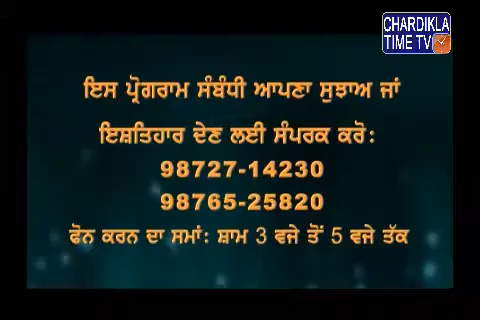 CHARDIKLA
TIME TV
ਇਸ ਪ੍ਰੋਗਰਾਮ ਸੰਬੰਧੀ ਆਪਣਾ ਸੁਝਾਅ ਜਾਂ
ਇਸ਼ਤਿਹਾਰ ਦੇਣ ਲਈ ਸੰਪਰਕ ਕਰੋ:
98727-14230
98765-25820
ਫੋਨ ਕਰਨ ਦਾ ਸਮਾਂ: ਸ਼ਾਮ 3 ਵਜੇ ਤੋਂ 5 ਵਜੇ ਤੱਕ